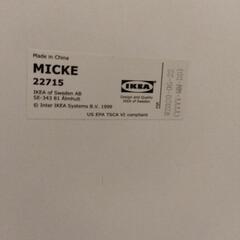 Made in China
MICKE
22715
IKEA of Sweden AB
SE-343 81 Älmhult
© Inter IKEA Systems B.V. 1999
IKEA
Design and Quality
IKEA of Sweden
US EPA TSCA VI compliant